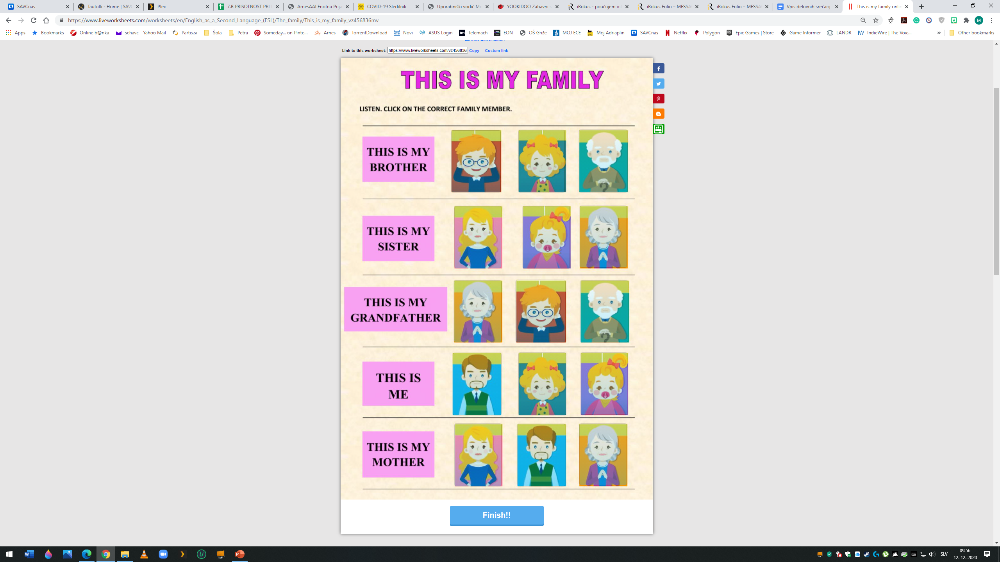 SAVCnas
Tautulli - Home | SAV
Plex
7.B PRISOTNOST PRI
ArnesAAI Enotna Prija
COVID-19 Sledilnik
Uporabniški vodič Mo
YOOKIDOO Zabavni s
iRokus - poučujem in
iRokus Folio – MESSA
iRokus Folio – MESSA
Vpis delovnih srečanj
This is my family onlin
https://www.liveworksheets.com/worksheets/en/English_as_a_Second_Language_(ESL)/The_family/This_is_my_family_vz456836mv
M
Apps
Bookmarks
Online b@nka
schavc - Yahoo Mail
Partis.si
Šola
Petra
Someday... on Pinte...
Arnes
TorrentDownload
Novi
ASUS Login
tm Telemach
EON
OŠ Griže
MOJ ECE
Moj Adriaplin
SAVCnas
Netflix
Polygon
Epic Games | Store
Game Informer
LANDR
IndieWire | The Voic...
»
Other bookmarks
Link to this worksheet: https://www.liveworksheets.com/vz456836 Copy Custom link
THIS IS MY FAMILY
LISTEN. CLICK ON THE CORRECT FAMILY MEMBER.
THIS IS MY
BROTHER
THIS IS MY
SISTER
THIS IS MY
GRANDFATHER
THIS IS
ME
THIS IS MY
MOTHER
Finish!!
SLV
09:56
12. 12. 2020